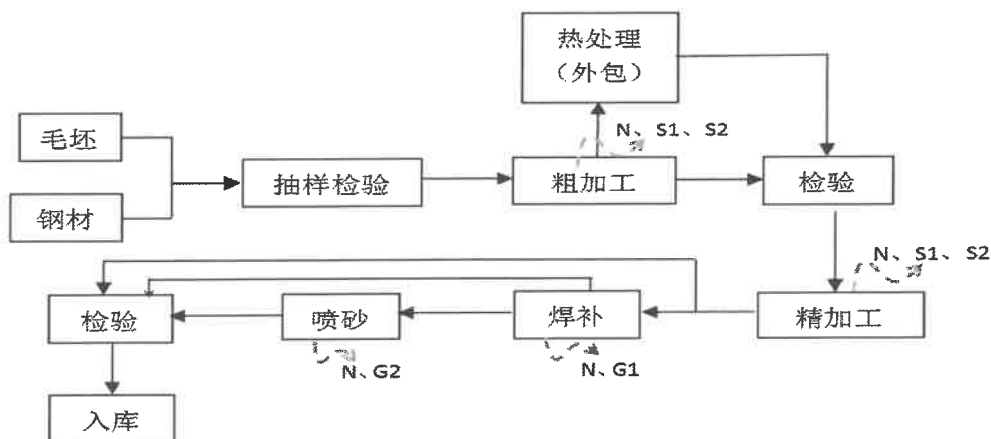 热处理
（外包）
N、S1、S2
毛坯
抽样检验
粗加工
检验
钢材
N、S1、S2
检验
喷砂
焊补
精加工
N、G2
N、G1
入库